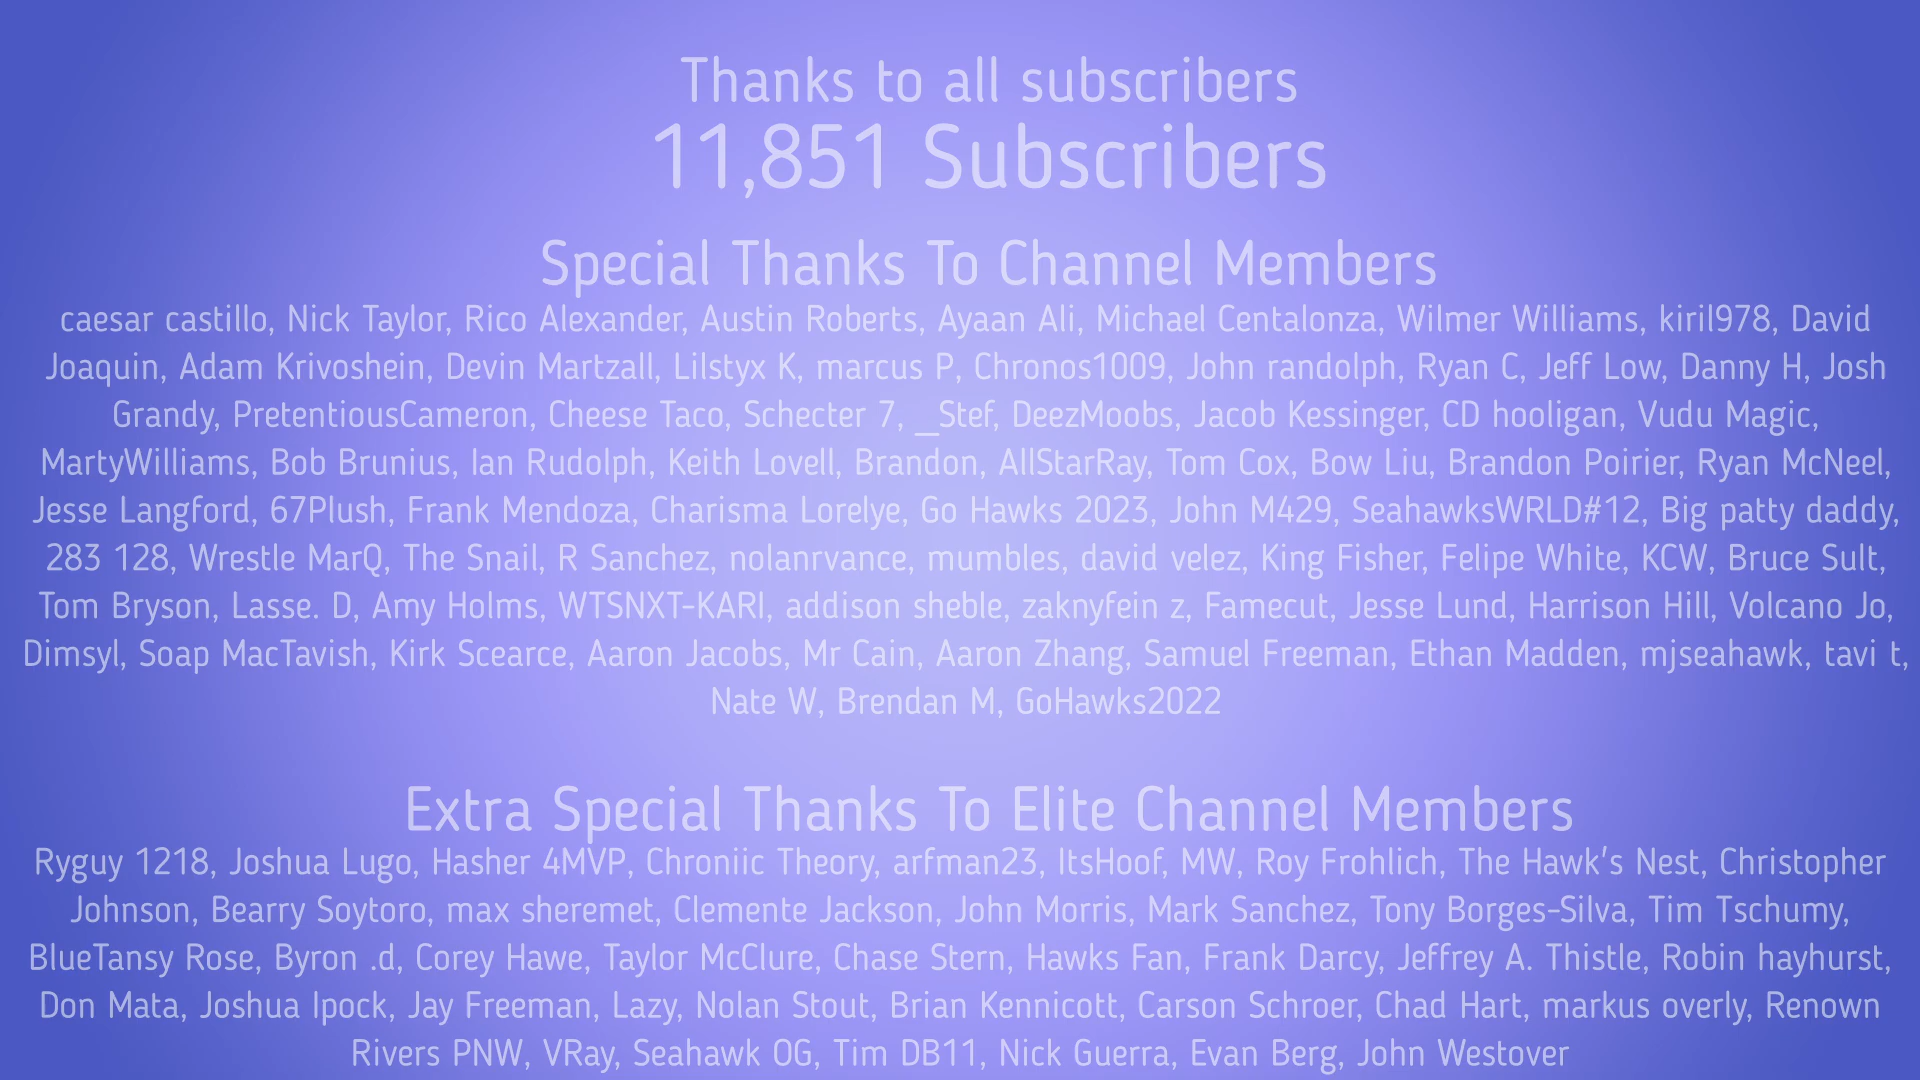 Thanks to all subscribers
11,851 Subscribers
Special Thanks To Channel Members
caesar castillo, Nick Taylor, Rico Alexander, Austin Roberts, Ayaan Ali, Michael Centalonza, Wilmer Williams, kiril978, David
Joaquin, Adam Krivoshein, Devin Martzall, Lilstyx K, marcus P, Chronos1009, John randolph, Ryan C, Jeff Low, Danny H, Josh
Grandy, PretentiousCameron, Cheese Taco, Schecter 7, _Stef, DeezMoobs, Jacob Kessinger, CD hooligan, Vudu Magic,
MartyWilliams, Bob Brunius, Ian Rudolph, Keith Lovell, Brandon, AllStarRay, Tom Cox, Bow Liu, Brandon Poirier, Ryan McNeel,
Jesse Langford, 67Plush, Frank Mendoza, Charisma Lorelye, Go Hawks 2023, John M429, SeahawksWRLD#12, Big patty daddy,
283 128, Wrestle MarQ, The Snail, R Sanchez, nolanrvance, mumbles, david velez, King Fisher, Felipe White, KCW, Bruce Sult,
Tom Bryson, Lasse. D, Amy Holms, WTSNXT-KARI, addison sheble, zaknyfein z, Famecut, Jesse Lund, Harrison Hill, Volcano Jo,
Dimsyl, Soap MacTavish, Kirk Scearce, Aaron Jacobs, Mr Cain, Aaron Zhang, Samuel Freeman, Ethan Madden, mjseahawk, tavi t,
Nate W, Brendan M, GoHawks2022
Extra Special Thanks To Elite Channel Members
Ryguy 1218, Joshua Lugo, Hasher 4MVP, Chroniic Theory, arfman23, ItsHoof, MW, Roy Frohlich, The Hawk's Nest, Christopher
Johnson, Bearry Soytoro, max sheremet, Clemente Jackson, John Morris, Mark Sanchez, Tony Borges-Silva, Tim Tschumy,
BlueTansy Rose, Byron .d, Corey Hawe, Taylor McClure, Chase Stern, Hawks Fan, Frank Darcy, Jeffrey A. Thistle, Robin hayhurst,
Don Mata, Joshua Ipock, Jay Freeman, Lazy, Nolan Stout, Brian Kennicott, Carson Schroer, Chad Hart, markus overly, Renown
Rivers PNW, VRay, Seahawk OG, Tim DB11, Nick Guerra, Evan Berg, John Westover